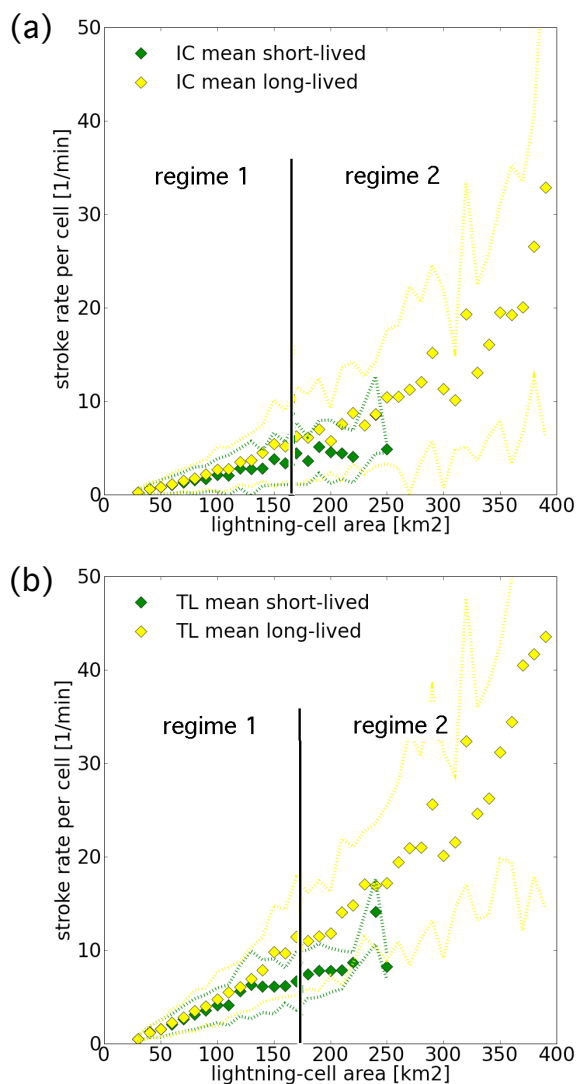 (a)
50
IC mean short-lived
IC mean long-lived
40
stroke rate per cell [1/min]
regime 1
regime 2
30
20
10
0
0 50 100 150 200 250 300 350 400
lightning-cell area [km2]
(b)
50
TL mean short-lived
TL mean long-lived
40
stroke rate per cell [1/min]
regime 1
regime 2
30
20
10
0
0 50 100 150 200 250 300 350 400
lightning-cell area [km2]